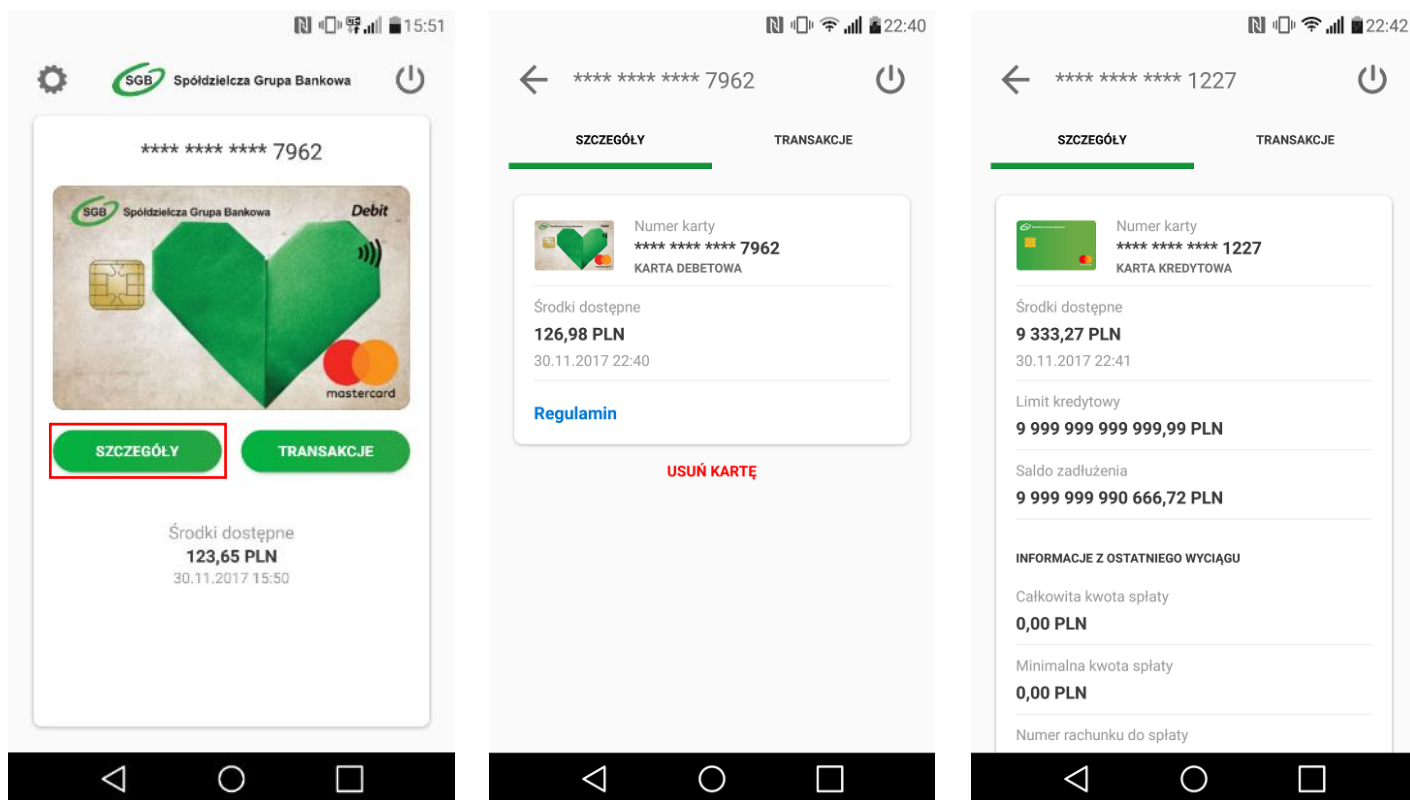 15:51
SGB Spółdzielcza Grupa Bankowa
**** **** **** 7962
SGB Spółdzielcza Grupa Bankowa Debit
mastercard
SZCZEGÓŁY TRANSAKCJE
Środki dostępne
123,65 PLN
30.11.2017 15:50
22:40
**** **** **** 7962
SZCZEGÓŁY TRANSAKCJE
Numer karty
**** **** **** 7962
KARTA DEBETOWA
Środki dostępne
126,98 PLN
30.11.2017 22:40
Regulamin
USUŃ KARTĘ
22:42
**** **** **** 1227
SZCZEGÓŁY TRANSAKCJE
Numer karty
**** **** **** 1227
KARTA KREDYTOWA
Środki dostępne
9 333,27 PLN
30.11.2017 22:41
Limit kredytowy
9 999 999 999 999,99 PLN
Saldo zadłużenia
9 999 999 990 666,72 PLN
INFORMACJE Z OSTATNIEGO WYCIĄGU
Całkowita kwota spłaty
0,00 PLN
Minimalna kwota spłaty
0,00 PLN
Numer rachunku do spłaty